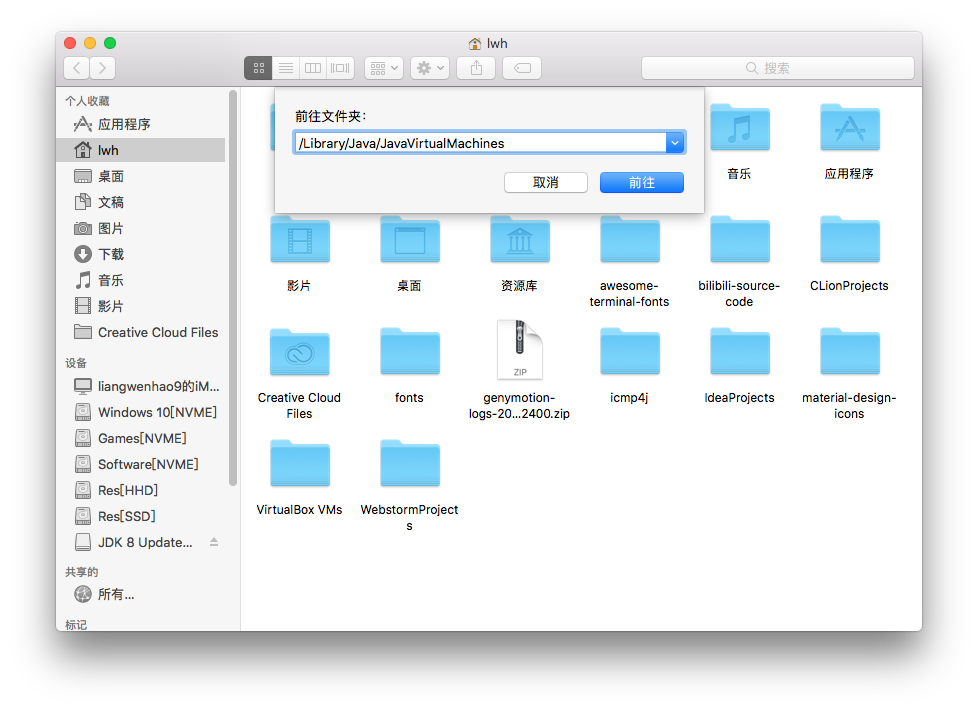 lwh
搜索
个人收藏
应用程序
lwh
桌面
文稿
图片
下载
音乐
影片
Creative Cloud Files
设备
liangwenhao9的iM...
Windows 10[NVME]
Games[NVME]
Software[NVME]
Res[HHD]
Res[SSD]
JDK 8 Update...
共享的
所有...
标记
前往文件夹：
/Library/Java/JavaVirtualMachines
取消
前往
音乐
应用程序
影片
桌面
资源库
awesome-
terminal-fonts
bilibili-source-
code
CLionProjects
Creative Cloud
Files
fonts
ZIP
genymotion-
logs-20...2400.zip
icmp4j
IdeaProjects
material-design-
icons
VirtualBox VMs
WebstormProject
s